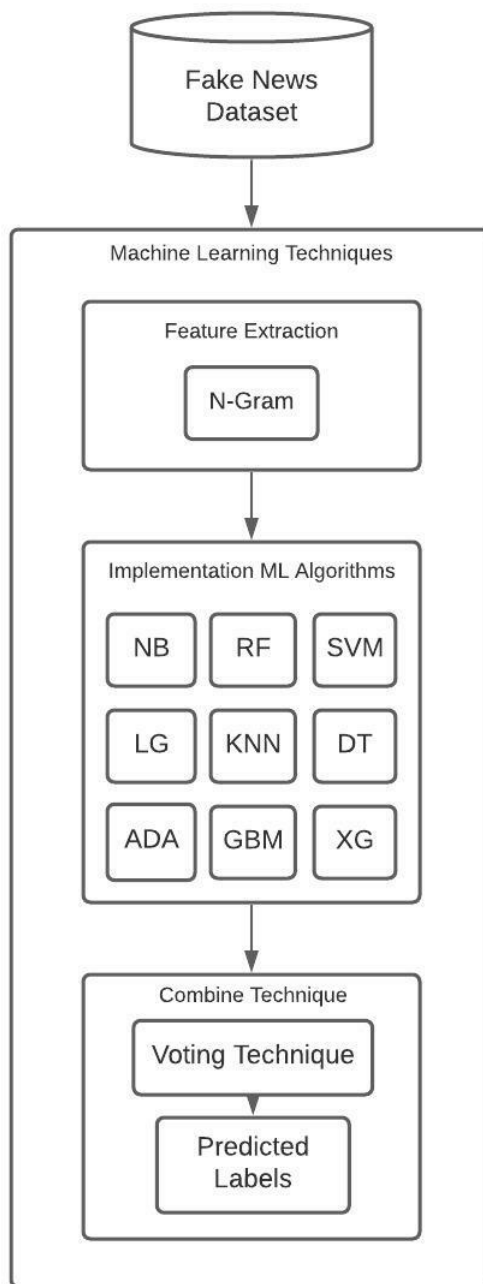 Fake News
Dataset
Machine Learning Techniques
Feature Extraction
N-Gram
Implementation ML Algorithms
NB RF SVM
LG KNN DT
ADA GBM XG
Combine Technique
Voting Technique
Predicted
Labels